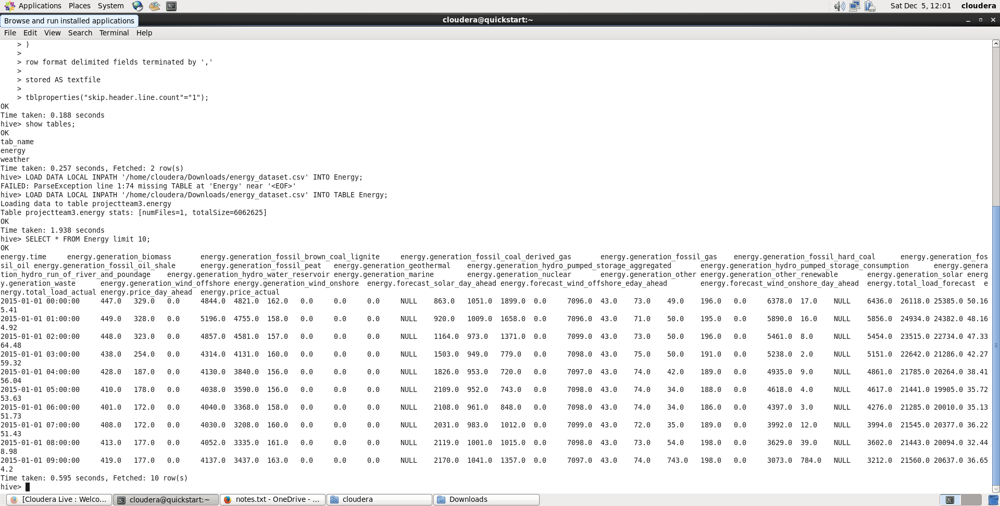 Applications Places System Sat Dec 5, 12:01 cloudera
Browse and run installed applications
cloudera@quickstart:~
File Edit View Search Terminal Help
> )
>
> row format delimited fields terminated by ','
>
> stored AS textfile
>
> tblproperties("skip.header.line.count"="1");
OK
Time taken: 0.188 seconds
hive> show tables;
OK
tab_name
energy
weather
Time taken: 0.257 seconds, Fetched: 2 row(s)
hive> LOAD DATA LOCAL INPATH '/home/cloudera/Downloads/energy_dataset.csv' INTO Energy;
FAILED: ParseException line 1:74 missing TABLE at 'Energy' near '<EOF>'
hive> LOAD DATA LOCAL INPATH '/home/cloudera/Downloads/energy_dataset.csv' INTO TABLE Energy;
Loading data to table projectteam3.energy
Table projectteam3.energy stats: [numFiles=1, totalSize=6062625]
OK
Time taken: 1.938 seconds
hive> SELECT * FROM Energy limit 10;
OK
energy.time energy.generation_biomass energy.generation_fossil_brown_coal_lignite energy.generation_fossil_coal_derived_gas energy.generation_fossil_gas energy.generation_fossil_hard_coal energy.generation_fos
sil_oil energy.generation_fossil_oil_shale energy.generation_fossil_peat energy.generation_geothermal energy.generation_hydro_pumped_storage_aggregated energy.generation_hydro_pumped_storage_consumption energy.genera
tion_hydro_run_of_river_and_poundage energy.generation_hydro_water_reservoir energy.generation_marine energy.generation_nuclear energy.generation_other energy.generation_other_renewable energy.generation_solar energ
y.generation_waste energy.generation_wind_offshore energy.generation_wind_onshore energy.forecast_solar_day_ahead energy.forecast_wind_offshore_eday_ahead energy.forecast_wind_onshore_day_ahead energy.total_load_forecast e
nergy.total_load_actual energy.price_day_ahead energy.price_actual
2015-01-01 00:00:00 447.0 329.0 0.0 4844.0 4821.0 162.0 0.0 0.0 0.0 NULL 863.0 1051.0 1899.0 0.0 7096.0 43.0 73.0 49.0 196.0 0.0 6378.0 17.0 NULL 6436.0 26118.0 25385.0 50.16
5.41
2015-01-01 01:00:00 449.0 328.0 0.0 5196.0 4755.0 158.0 0.0 0.0 0.0 NULL 920.0 1009.0 1658.0 0.0 7096.0 43.0 71.0 50.0 195.0 0.0 5890.0 16.0 NULL 5856.0 24934.0 24382.0 48.16
4.92
2015-01-01 02:00:00 448.0 323.0 0.0 4857.0 4581.0 157.0 0.0 0.0 0.0 NULL 1164.0 973.0 1371.0 0.0 7099.0 43.0 73.0 50.0 196.0 0.0 5461.0 8.0 NULL 5454.0 23515.0 22734.0 47.33
64.48
2015-01-01 03:00:00 438.0 254.0 0.0 4314.0 4131.0 160.0 0.0 0.0 0.0 NULL 1503.0 949.0 779.0 0.0 7098.0 43.0 75.0 50.0 191.0 0.0 5238.0 2.0 NULL 5151.0 22642.0 21286.0 42.27
59.32
2015-01-01 04:00:00 428.0 187.0 0.0 4130.0 3840.0 156.0 0.0 0.0 0.0 NULL 1826.0 953.0 720.0 0.0 7097.0 43.0 74.0 42.0 189.0 0.0 4935.0 9.0 NULL 4861.0 21785.0 20264.0 38.41
56.04
2015-01-01 05:00:00 410.0 178.0 0.0 4038.0 3590.0 156.0 0.0 0.0 0.0 NULL 2109.0 952.0 743.0 0.0 7098.0 43.0 74.0 34.0 188.0 0.0 4618.0 4.0 NULL 4617.0 21441.0 19905.0 35.72
53.63
2015-01-01 06:00:00 401.0 172.0 0.0 4040.0 3368.0 158.0 0.0 0.0 0.0 NULL 2108.0 961.0 848.0 0.0 7098.0 43.0 74.0 34.0 186.0 0.0 4397.0 3.0 NULL 4276.0 21285.0 20010.0 35.13
51.73
2015-01-01 07:00:00 408.0 172.0 0.0 4030.0 3208.0 160.0 0.0 0.0 0.0 NULL 2031.0 983.0 1012.0 0.0 7099.0 43.0 72.0 35.0 189.0 0.0 3992.0 12.0 NULL 3994.0 21545.0 20377.0 36.22
51.43
2015-01-01 08:00:00 413.0 177.0 0.0 4052.0 3335.0 161.0 0.0 0.0 0.0 NULL 2119.0 1001.0 1015.0 0.0 7098.0 43.0 73.0 54.0 198.0 0.0 3629.0 39.0 NULL 3602.0 21443.0 20094.0 32.44
8.98
2015-01-01 09:00:00 419.0 177.0 0.0 4137.0 3437.0 163.0 0.0 0.0 0.0 NULL 2170.0 1041.0 1357.0 0.0 7097.0 43.0 74.0 743.0 198.0 0.0 3073.0 784.0 NULL 3212.0 21560.0 20637.0 36.65
4.2
Time taken: 0.595 seconds, Fetched: 10 row(s)
hive>
[Cloudera Live : Welco... cloudera@quickstart:~ notes.txt - OneDrive - ... cloudera Downloads